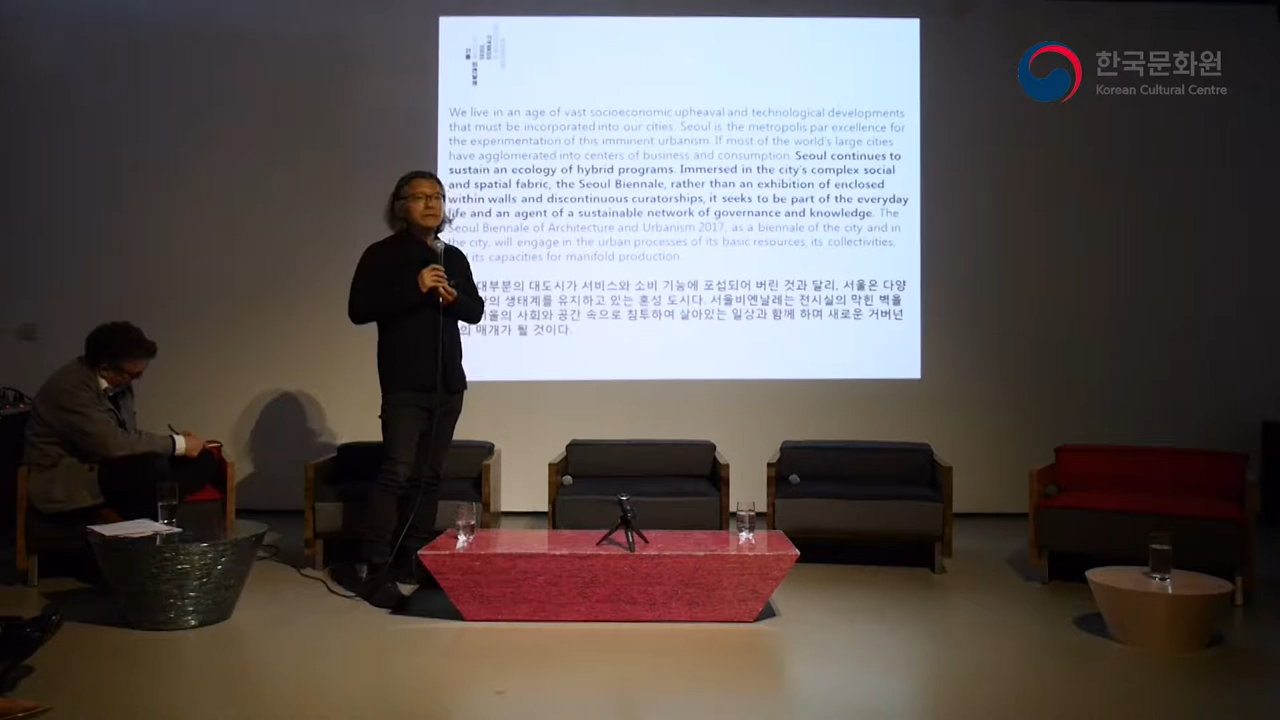 한국문화원
Korean Cultural Centre
We live in an age of vast socioeconomic upheaval and technological developments
that must be incorporated into our cities. Seoul is the metropolis par excellence for
the experimentation of this imminent urbanism. If most of the world's large cities
have agglomerated into centers of business and consumption. Seoul continues to
sustain an ecology of hybrid programs. Immersed in the city's complex social
and spatial fabric, the Seoul Biennale, rather than an exhibition of enclosed
within walls and discontinuous curatorships, it seeks to be part of the everyday
life and an agent of a sustainable network of governance and knowledge. The
Seoul Biennale of Architecture and Urbanism 2017, as a biennale of the city and in
the city, will engage in the urban processes of its basic resources, its collectivities,
its capacities for manifold production.
대부분의 대도시가 서비스와 소비 기능에 포섭되어 버린 것과 달리, 서울은 다양
의 생태계를 유지하고 있는 혼성 도시다. 서울비엔날레는 전시실의 막힌 벽을
사회와 공간 속으로 침투하여 살아있는 일상과 함께 하며 새로운 거버넌
매개가 될 것이다.